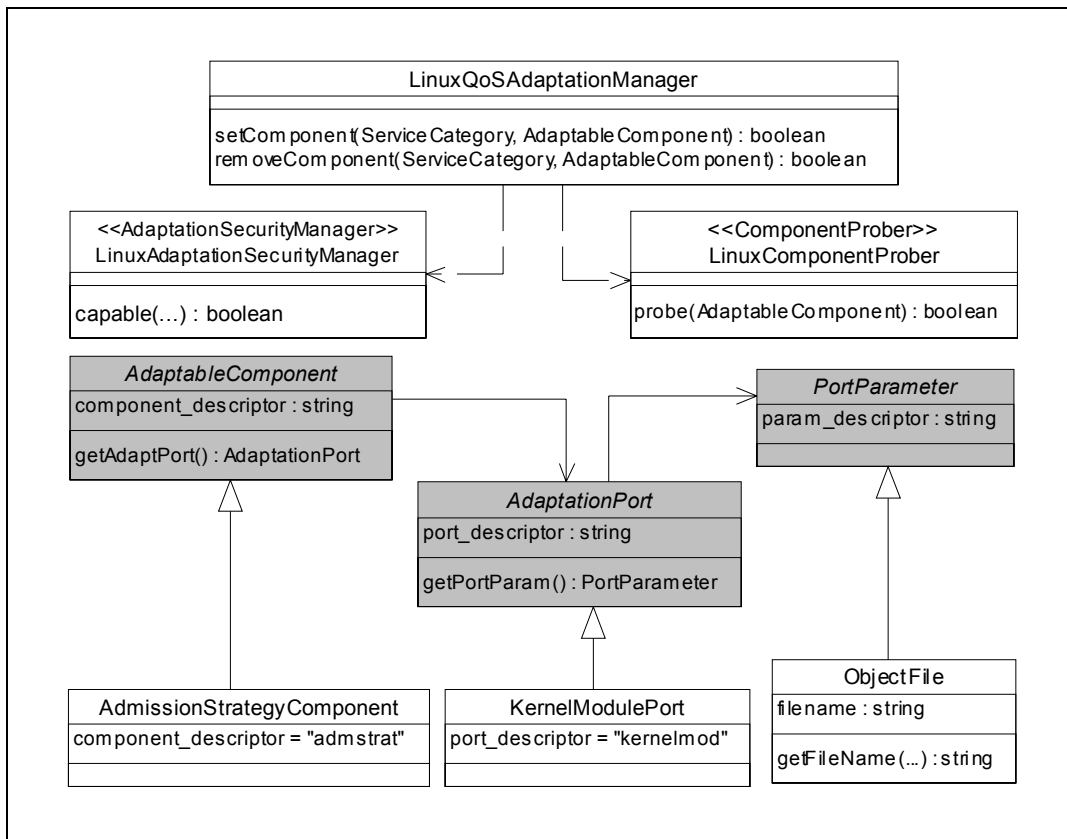 LinuxQoSAdaptationManager
setComponent(ServiceCategory, AdaptableComponent) : boolean
removeComponent(ServiceCategory, AdaptableComponent) : boolean
<<AdaptationSecurityManager>>
LinuxAdaptationSecurityManager
capable(...) : boolean
<<ComponentProber>>
LinuxComponentProber
probe(AdaptableComponent) : boolean
AdaptableComponent
component_descriptor : string
getAdaptPort() : AdaptationPort
PortParameter
param_descriptor : string
AdaptationPort
port_descriptor : string
getPortParam() : PortParameter
AdmissionStrategyComponent
component_descriptor = "admstrat"
KernelModulePort
port_descriptor = "kernelmod"
ObjectFile
filename : string
getFileName(...) : string